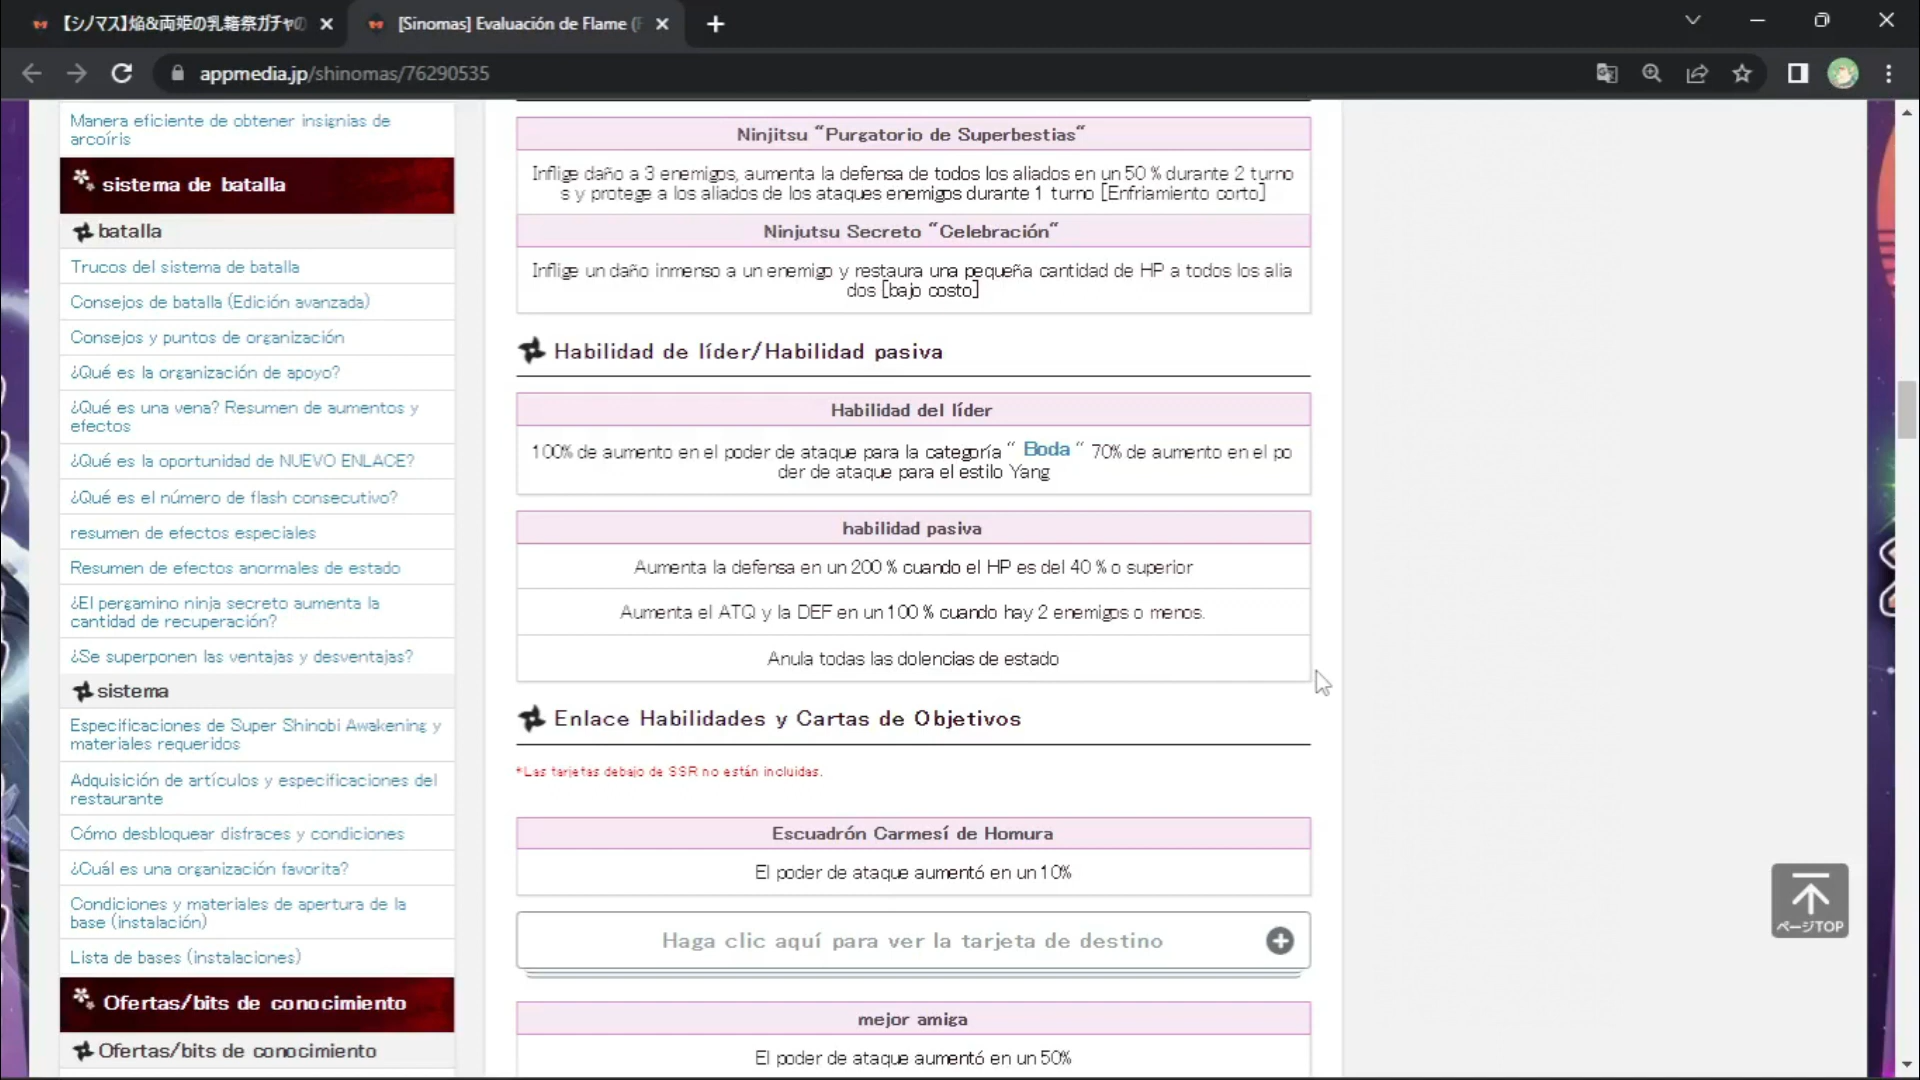 【シノマス】焔&両姫の乳籍祭ガチャの
[Sinomas] Evaluación de Flame (
appmedia.jp/shinomas/76290535
Manera eficiente de obtener insignias de
arcoíris
sistema de batalla
batalla
Trucos del sistema de batalla
Consejos de batalla (Edición avanzada)
Consejos y puntos de organización
¿Qué es la organización de apoyo?
¿Qué es una vena? Resumen de aumentos y
efectos
¿Qué es la oportunidad de NUEVO ENLACE?
¿Qué es el número de flash consecutivo?
resumen de efectos especiales
Resumen de efectos anormales de estado
¿El pergamino ninja secreto aumenta la
cantidad de recuperación?
¿Se superponen las ventajas y desventajas?
sistema
Especificaciones de Super Shinobi Awakening y
materiales requeridos
Adquisición de artículos y especificaciones del
restaurante
Cómo desbloquear disfraces y condiciones
¿Cuál es una organización favorita?
Condiciones y materiales de apertura de la
base (instalación)
Lista de bases (instalaciones)
Ofertas/bits de conocimiento
Ofertas/bits de conocimiento
Ninjitsu “Purgatorio de Superbestias“
Inflige daño a 3 enemigos, aumenta la defensa de todos los aliados en un 50 % durante 2 turno
s y protege a los aliados de los ataques enemigos durante 1 turno [Enfriamiento corto]
Ninjutsu Secreto “Celebración“
Inflige un daño inmenso a un enemigo y restaura una pequeña cantidad de HP a todos los alia
dos [bajo costo]
Habilidad de líder/Habilidad pasiva
Habilidad del líder
100% de aumento en el poder de ataque para la categoría “ Boda “ 70% de aumento en el po
der de ataque para el estilo Yang
habilidad pasiva
Aumenta la defensa en un 200 % cuando el HP es del 40 % o superior
Aumenta el ATQ y la DEF en un 100 % cuando hay 2 enemigos o menos.
Anula todas las dolencias de estado
Enlace Habilidades y Cartas de Objetivos
*Las tarjetas debajo de SSR no están incluidas.
Escuadrón Carmesí de Homura
El poder de ataque aumentó en un 10%
Haga clic aquí para ver la tarjeta de destino
mejor amiga
El poder de ataque aumentó en un 50%
ページTOP